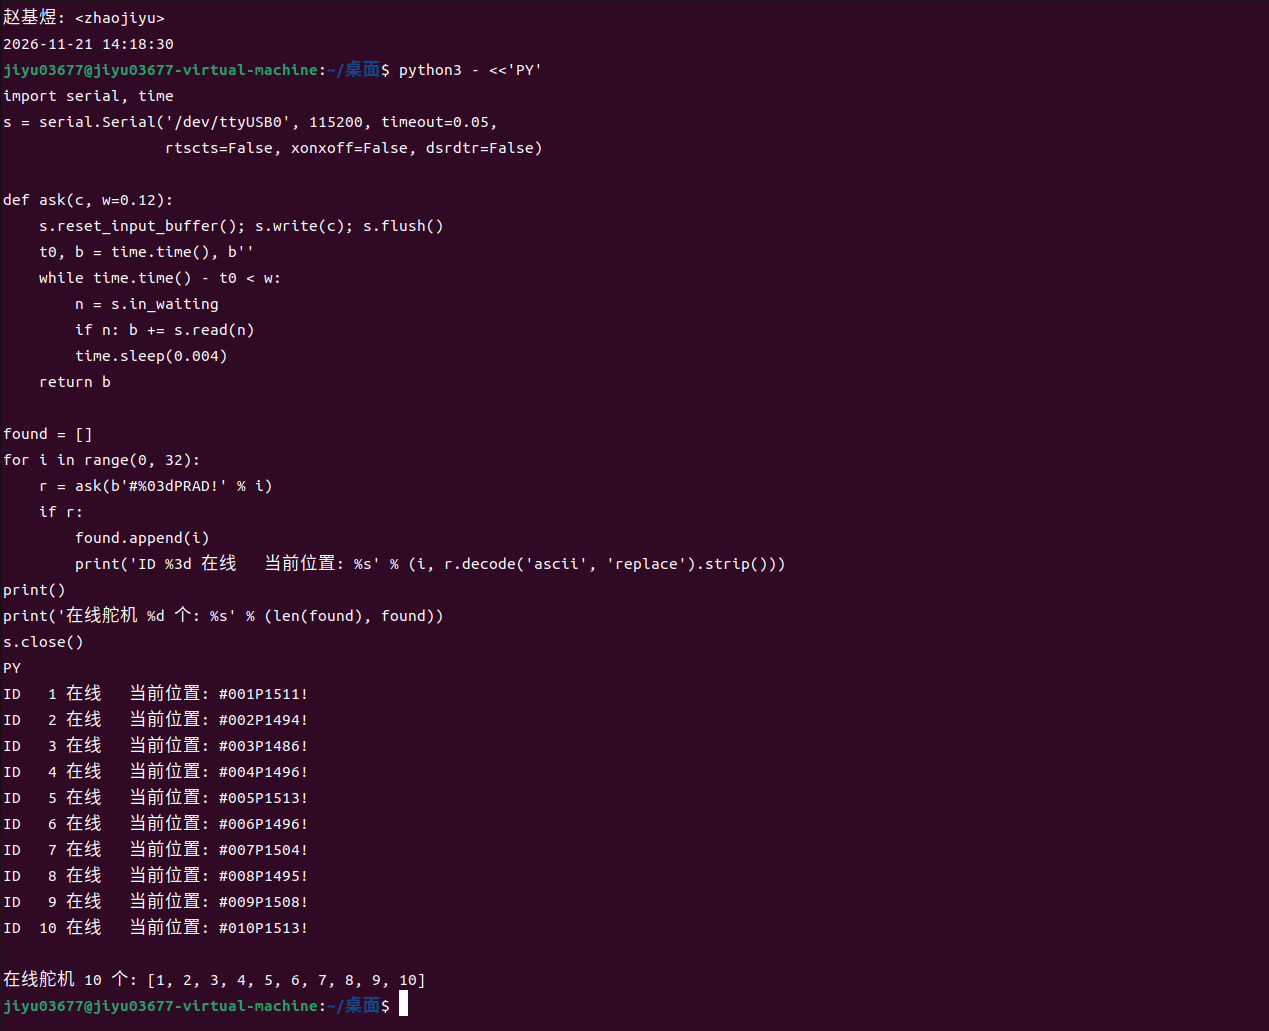 赵基煜: <zhaojiyu>
2026-11-21 14:18:30
jiyu03677@jiyu03677-virtual-machine:~/桌面$ python3 - <<'PY'
import serial, time
s = serial.Serial('/dev/ttyUSB0', 115200, timeout=0.05,
                  rtscts=False, xonxoff=False, dsrdtr=False)

def ask(c, w=0.12):
    s.reset_input_buffer(); s.write(c); s.flush()
    t0, b = time.time(), b''
    while time.time() - t0 < w:
        n = s.in_waiting
        if n: b += s.read(n)
        time.sleep(0.004)
    return b

found = []
for i in range(0, 32):
    r = ask(b'#%03dPRAD!' % i)
    if r:
        found.append(i)
        print('ID %3d 在线   当前位置: %s' % (i, r.decode('ascii', 'replace').strip()))
print()
print('在线舵机 %d 个: %s' % (len(found), found))
s.close()
PY
ID   1 在线   当前位置: #001P1511!
ID   2 在线   当前位置: #002P1494!
ID   3 在线   当前位置: #003P1486!
ID   4 在线   当前位置: #004P1496!
ID   5 在线   当前位置: #005P1513!
ID   6 在线   当前位置: #006P1496!
ID   7 在线   当前位置: #007P1504!
ID   8 在线   当前位置: #008P1495!
ID   9 在线   当前位置: #009P1508!
ID  10 在线   当前位置: #010P1513!

在线舵机 10 个: [1, 2, 3, 4, 5, 6, 7, 8, 9, 10]
jiyu03677@jiyu03677-virtual-machine:~/桌面$